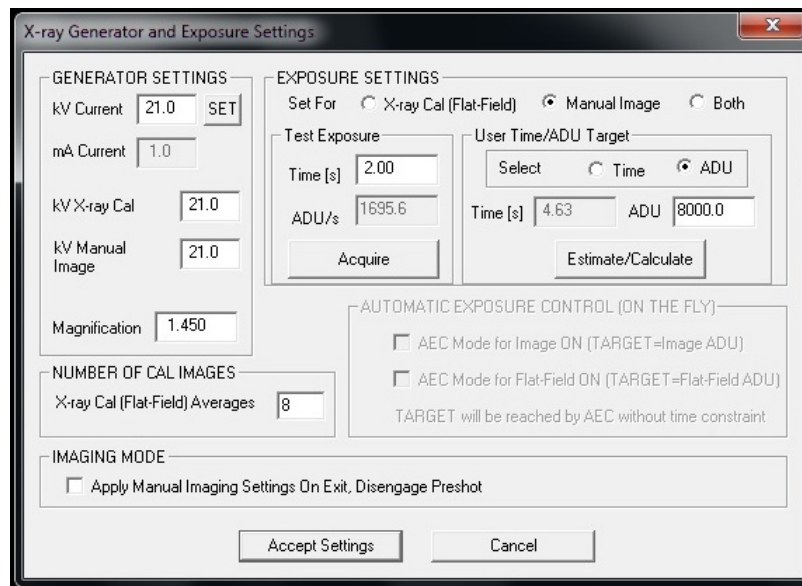 X-ray Generator and Exposure Settings
X
GENERATOR SETTINGS
kV Current 21.0 SET
mA Current 1.0
kV X-ray Cal 21.0
kV Manual
Image 21.0
Magnification 1.450
EXPOSURE SETTINGS
Set For X-ray Cal (Flat-Field) Manual Image Both
Test Exposure
Time [s] 2.00
ADU/s 1695.6
Acquire
User Time/ADU Target
Select Time ADU
Time [s] 4.63 ADU 8000.0
Estimate/Calculate
AUTOMATIC EXPOSURE CONTROL (ON THE FLY)
AEC Mode for Image ON (TARGET=Image ADU)
AEC Mode for Flat-Field ON (TARGET=Flat-Field ADU)
TARGET will be reached by AEC without time constraint
NUMBER OF CAL IMAGES
X-ray Cal (Flat-Field) Averages 8
IMAGING MODE
Apply Manual Imaging Settings On Exit, Disengage Preshot
Accept Settings
Cancel